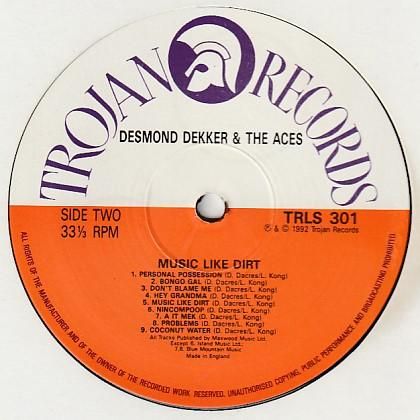 TROJAN RECORDS
DESMOND DEKKER & THE ACES
SIDE TWO
33⅓ RPM
TRLS 301
℗ & © 1992 Trojan Records
MUSIC LIKE DIRT
1. PERSONAL POSSESSION (D. Dacres/L. Kong)
2. BONGO GAL (D. Dacres/L. Kong)
3. DON'T BLAME ME (D. Dacres/L. Kong)
4. HEY GRANDMA (D. Dacres/L. Kong)
5. MUSIC LIKE DIRT (D. Dacres/L. Kong)
6. NINCOMPOOP (D. Dacres/L. Kong)
7. A IT MEK (D. Dacres/L. Kong)
8. PROBLEMS (D. Dacres/L. Kong)
9. COCONUT WATER (D. Dacres/L. Kong)
All Tracks Published by Maxwood Music Ltd.
Except 6. Island Music Ltd.
7.8. Blue Mountain Music
Made in England
ALL RIGHTS OF THE MANUFACTURER AND OF THE OWNER OF THE RECORDED WORK RESERVED. UNAUTHORISED COPYING, PUBLIC PERFORMANCE AND BROADCASTING PROHIBITED.